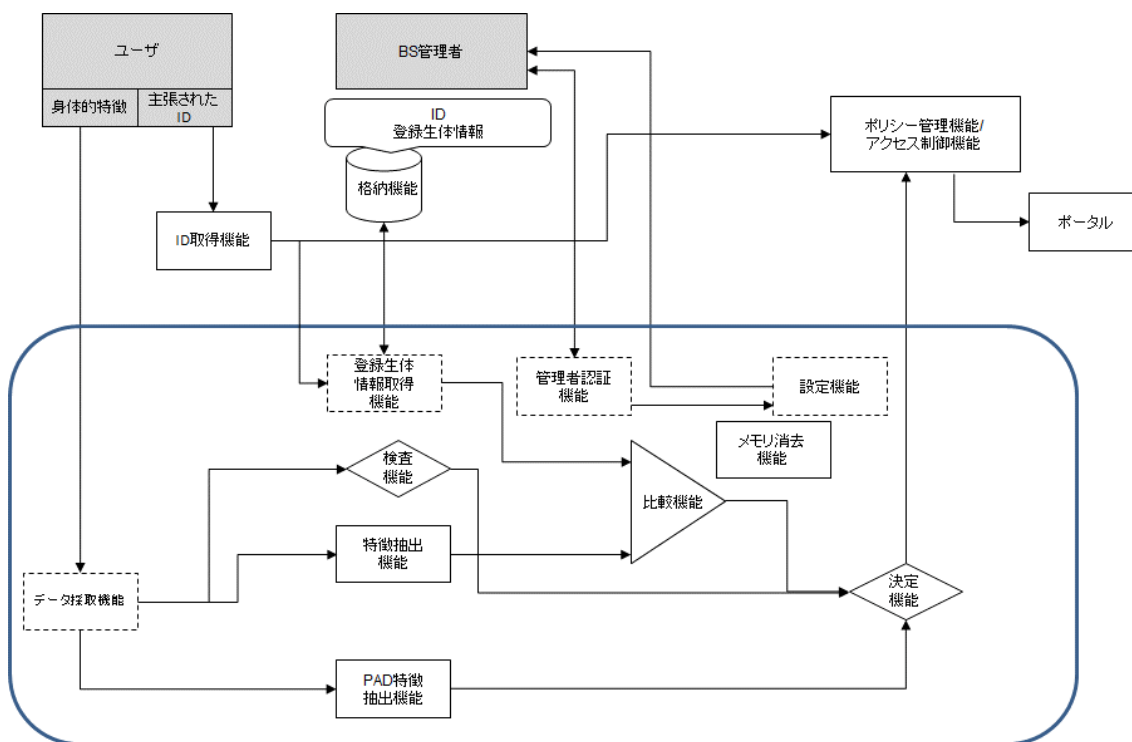 ユーザ
身体的特徴
主張された
ID
BS管理者
ID
登録生体情報
格納機能
ポリシー管理機能/
アクセス制御機能
ポータル
ID取得機能
登録生体
情報取得
機能
管理者認証
機能
設定機能
メモリ消去
機能
検査
機能
比較機能
特徴抽出
機能
データ採取機能
決定
機能
PAD特徴
抽出機能